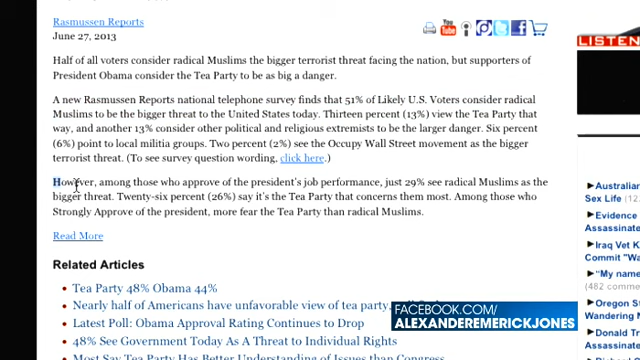 Rasmussen Reports
June 27, 2013
Half of all voters consider radical Muslims the bigger terrorist threat facing the nation, but supporters of
President Obama consider the Tea Party to be as big a danger.
A new Rasmussen Reports national telephone survey finds that 51% of Likely U.S. Voters consider radical
Muslims to be the bigger threat to the United States today. Thirteen percent (13%) view the Tea Party that
way, and another 13% consider other political and religious extremists to be the larger danger. Six percent
(6%) point to local militia groups. Two percent (2%) see the Occupy Wall Street movement as the bigger
terrorist threat. (To see survey question wording, click here.)
However, among those who approve of the president's job performance, just 29% see radical Muslims as the
bigger threat. Twenty-six percent (26%) say it's the Tea Party that concerns them most. Among those who
Strongly Approve of the president, more fear the Tea Party than radical Muslims.
Read More
Related Articles
Tea Party 48% Obama 44%
Nearly half of Americans have unfavorable view of tea party,
Latest Poll: Obama Approval Rating Continues to Drop
48% See Government Today As A Threat to Individual Rights
Most Say Tea Party Has Better Understanding of Issues than Congress
You
Tube
LISTEN
Australian
Sex Life (12
Evidence
Assassinate
Iraq Vet K
Commit "Wa
"My name
(482 comme
Oregon St
Wandering N
Donald Tr
Assassinate
FACEBOOK.COM/
ALEXANDEREMERICKJONES